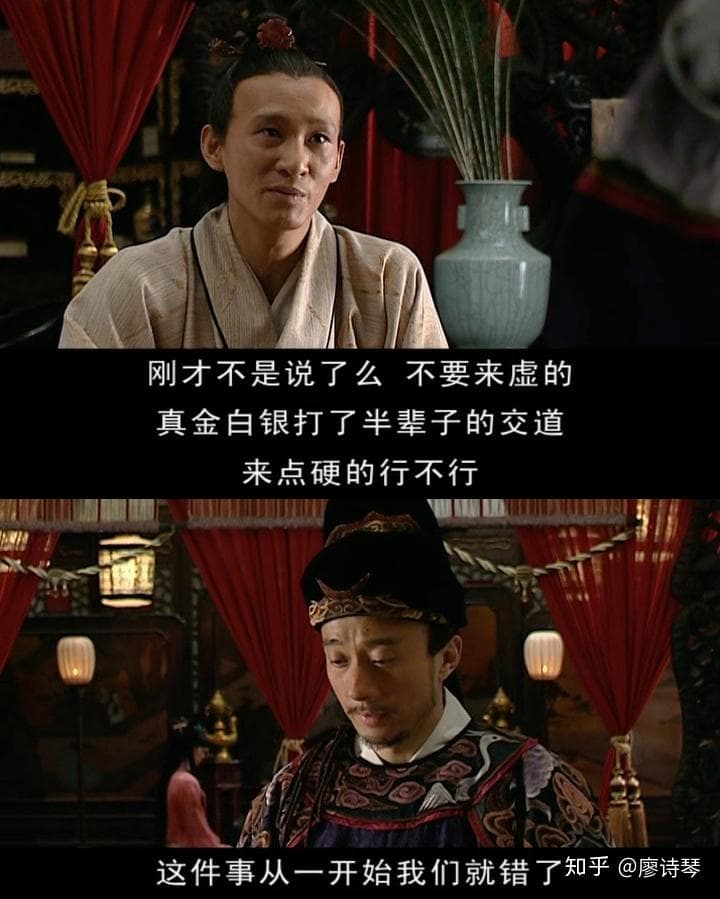 刚才不是说了么 不要来虚的
真金白银打了半辈子的交道
来点硬的行不行
这件事从一开始我们就错了
知乎 @廖诗琴